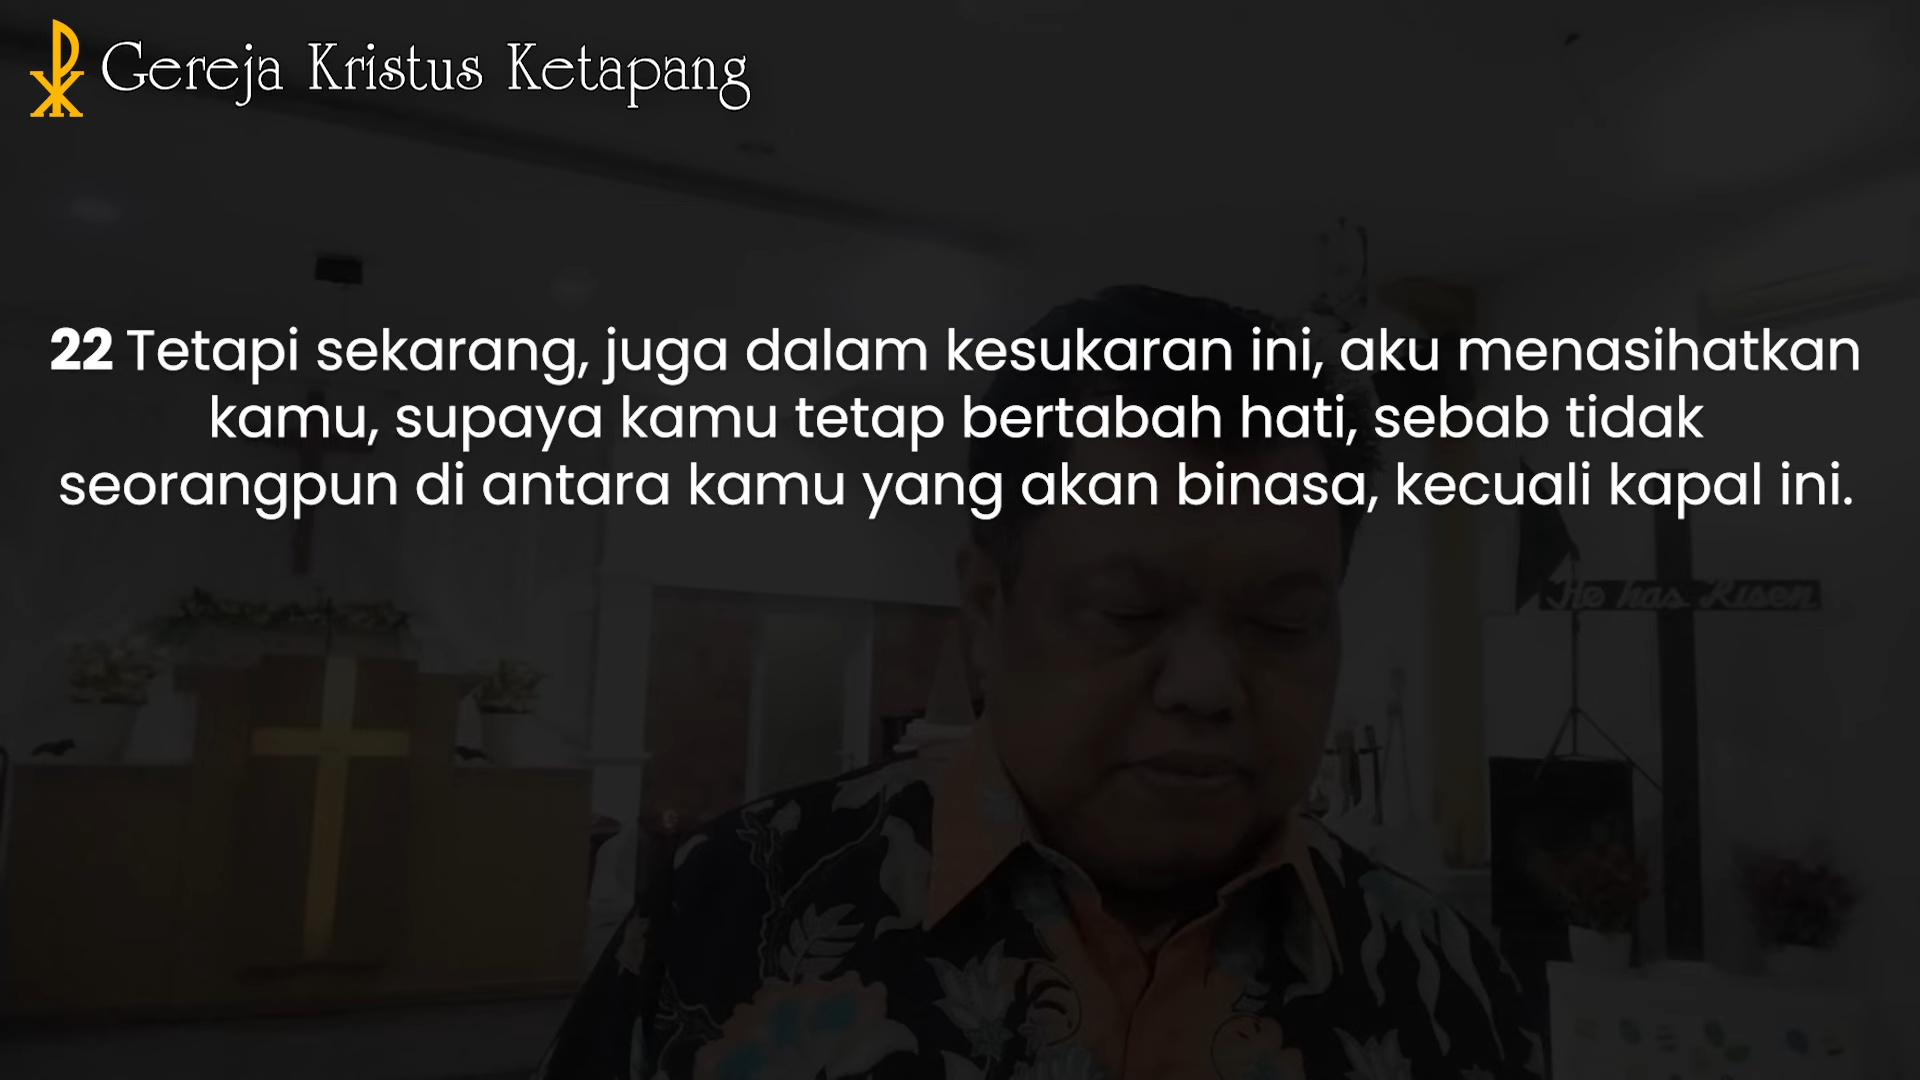 Gereja Kristus Ketapang
22 Tetapi sekarang, juga dalam kesukaran ini, aku menasihatkan
kamu, supaya kamu tetap bertabah hati, sebab tidak
seorangpun di antara kamu yang akan binasa, kecuali kapal ini.
He has Risen